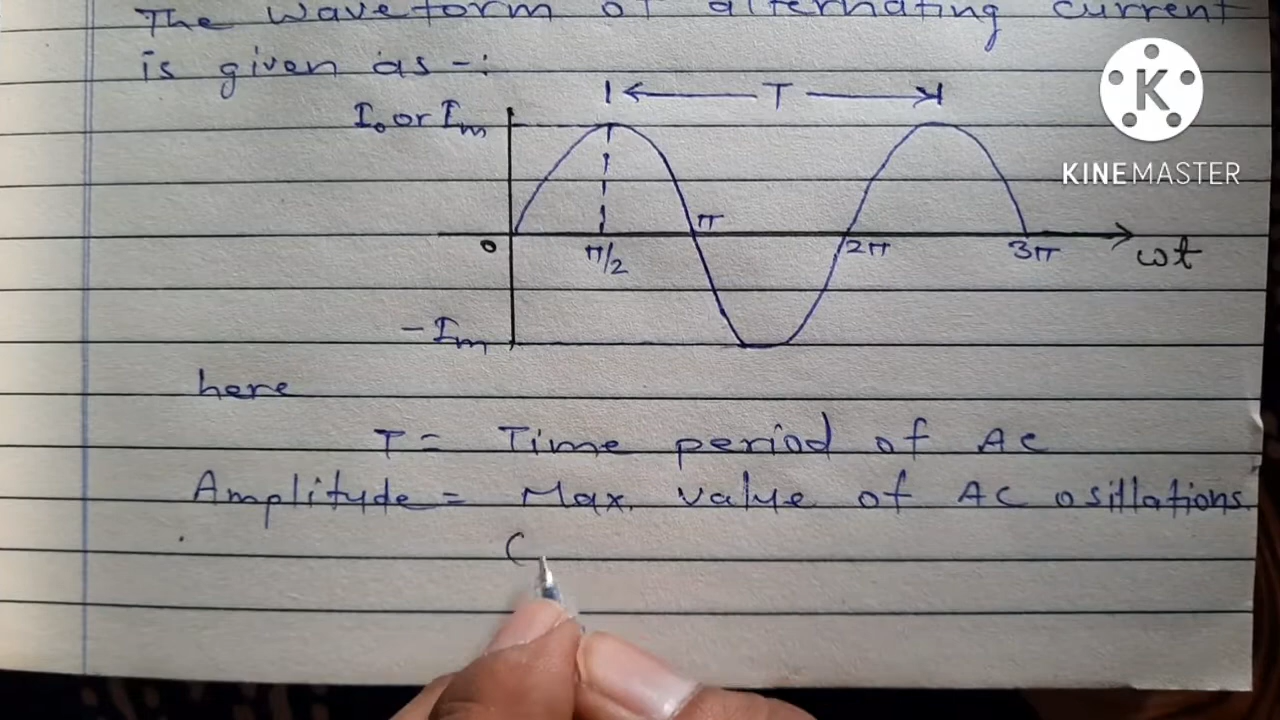 The waveform of alternating current
is given as -:
|← T →|
I₀ or Iₘ
K
KINEMASTER
π
0
π/2
2π
3π
ωt
-Iₘ
here
T = Time period of AC
Amplitude = Max. value of AC osillations.
(